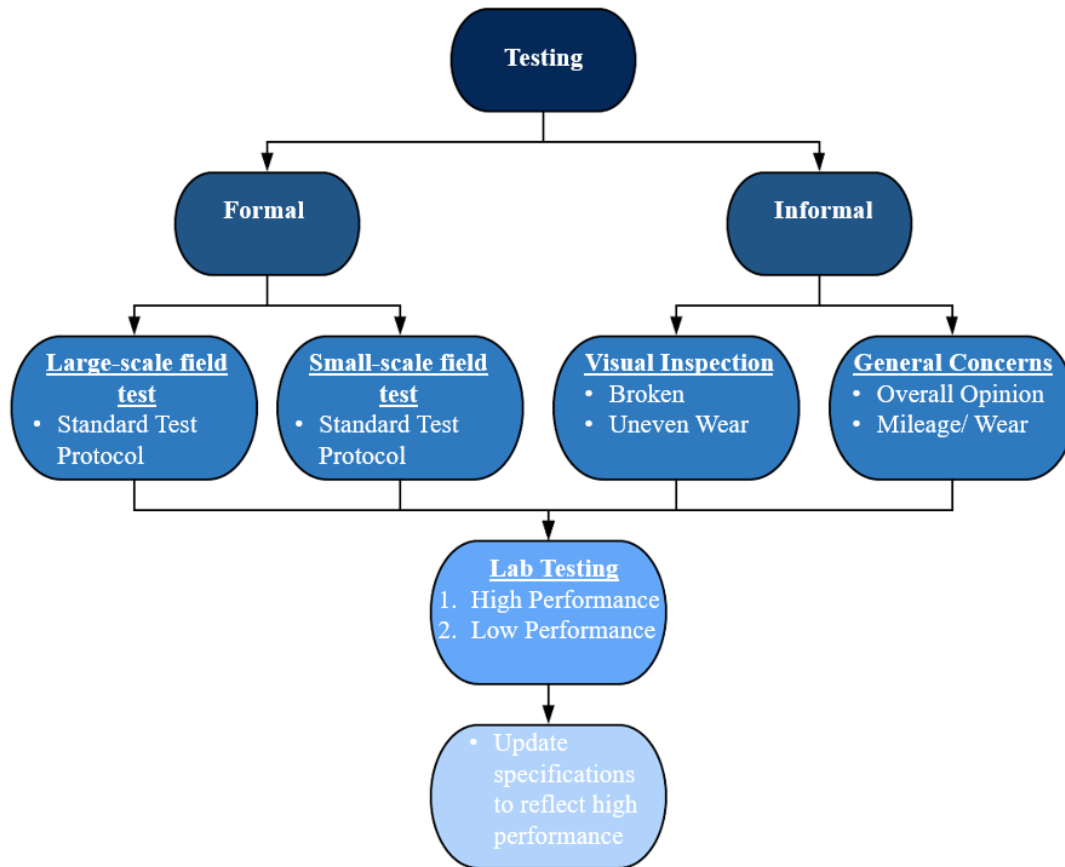 Testing
Formal
Informal
Large-scale field
test
• Standard Test
Protocol
Small-scale field
test
• Standard Test
Protocol
Visual Inspection
• Broken
• Uneven Wear
General Concerns
• Overall Opinion
• Mileage/ Wear
Lab Testing
1. High Performance
2. Low Performance
• Update
specifications
to reflect high
performance